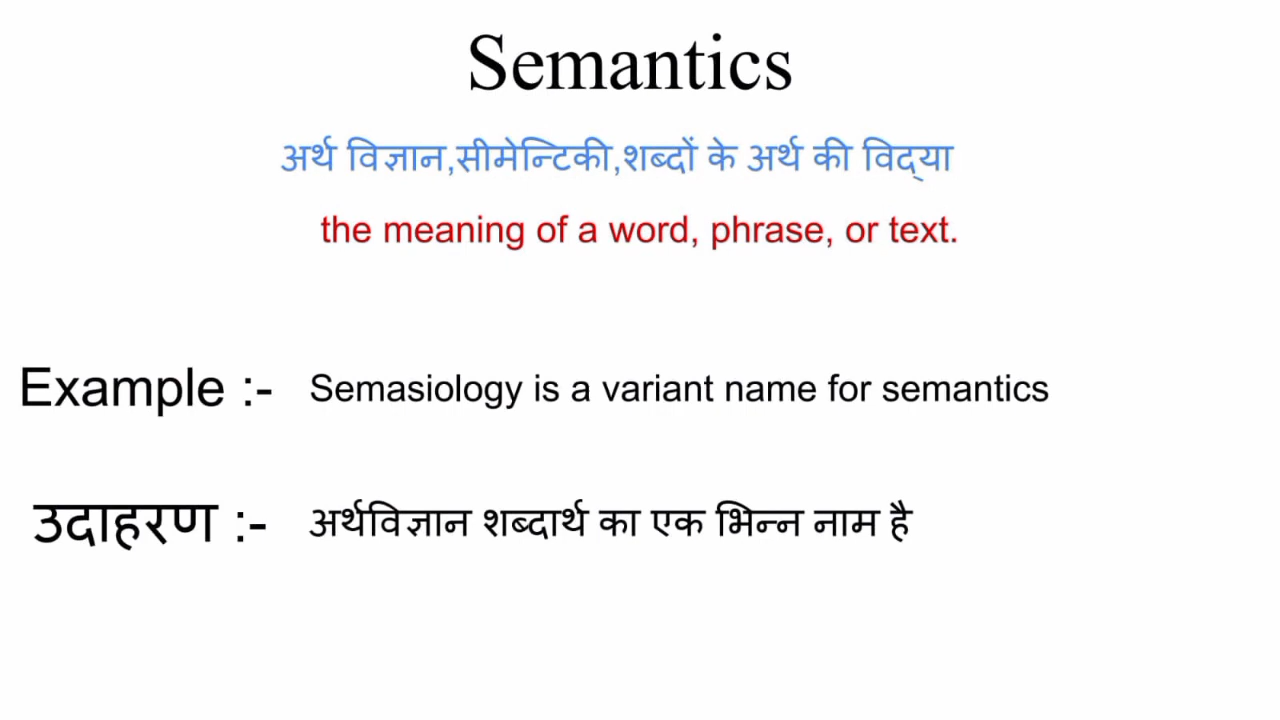 Semantics
अर्थ विज्ञान,सीमेन्टिकी,शब्दों के अर्थ की विद्या
the meaning of a word, phrase, or text.
Example :- Semasiology is a variant name for semantics
उदाहरण :- अर्थविज्ञान शब्दार्थ का एक भिन्न नाम है